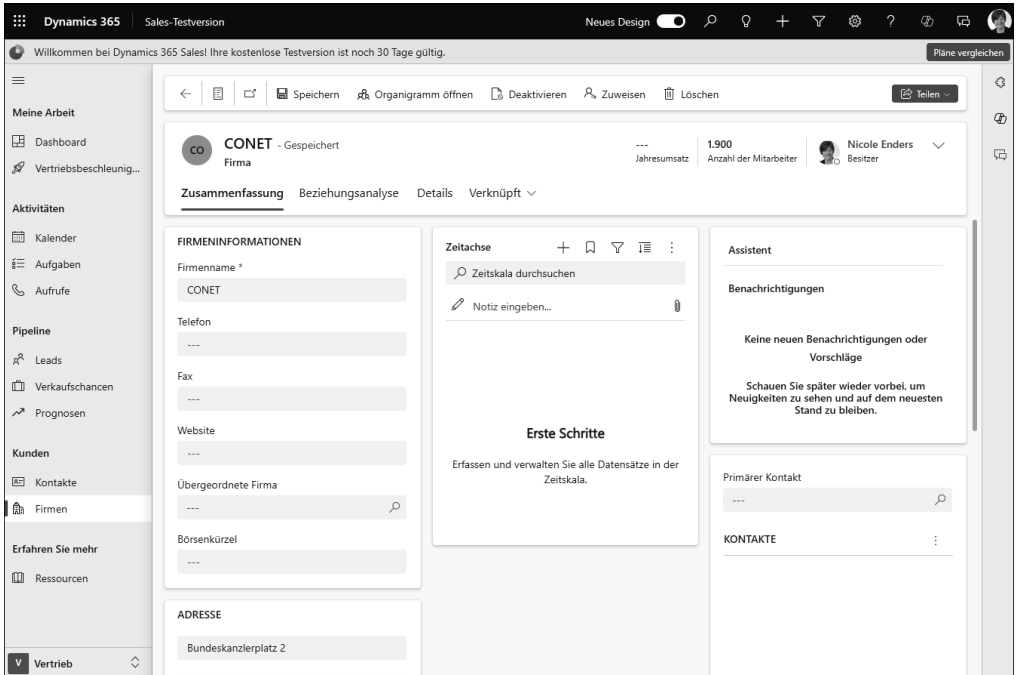 Dynamics 365 Sales-Testversion Neues Design
Willkommen bei Dynamics 365 Sales! Ihre kostenlose Testversion ist noch 30 Tage gültig. Pläne vergleichen
Meine Arbeit
Dashboard
Vertriebsbeschleunig...
Aktivitäten
Kalender
Aufgaben
Aufrufe
Pipeline
Leads
Verkaufschancen
Prognosen
Kunden
Kontakte
Firmen
Erfahren Sie mehr
Ressourcen
V Vertrieb
Speichern Organigramm öffnen Deaktivieren Zuweisen Löschen Teilen
CO CONET - Gespeichert
Firma
---
Jahresumsatz
1.900
Anzahl der Mitarbeiter
Nicole Enders
Besitzer
Zusammenfassung Beziehungsanalyse Details Verknüpft
FIRMENINFORMATIONEN
Firmenname *
CONET
Telefon
---
Fax
---
Website
---
Übergeordnete Firma
---
Börsenkürzel
---
ADRESSE
Bundeskanzlerplatz 2
Zeitachse
Zeitskala durchsuchen
Notiz eingeben...
Erste Schritte
Erfassen und verwalten Sie alle Datensätze in der
Zeitskala.
Assistent
Benachrichtigungen
Keine neuen Benachrichtigungen oder
Vorschläge
Schauen Sie später wieder vorbei, um
Neuigkeiten zu sehen und auf dem neuesten
Stand zu bleiben.
Primärer Kontakt
---
KONTAKTE